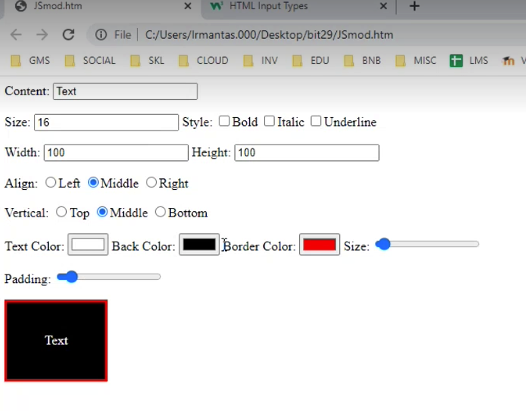 JSmod.htm × HTML Input Types × +
File | C:/Users/Irmantas.000/Desktop/bit29/JSmod.htm
GMS SOCIAL SKL CLOUD INV EDU BNB MISC LMS
Content: Text
Size: 16 Style: Bold Italic Underline
Width: 100 Height: 100
Align: Left Middle Right
Vertical: Top Middle Bottom
Text Color: Back Color: Border Color: Size:
Padding:
Text